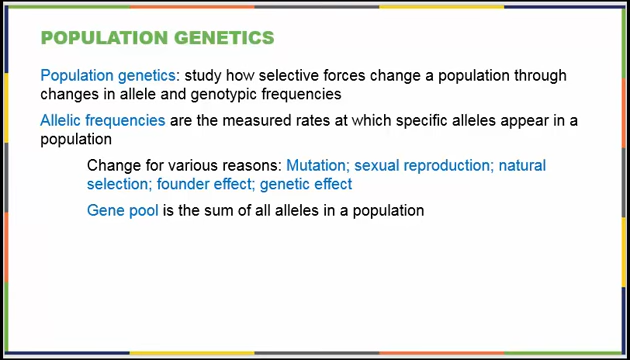 POPULATION GENETICS
Population genetics: study how selective forces change a population through
changes in allele and genotypic frequencies
Allelic frequencies are the measured rates at which specific alleles appear in a
population
Change for various reasons: Mutation; sexual reproduction; natural
selection; founder effect; genetic effect
Gene pool is the sum of all alleles in a population